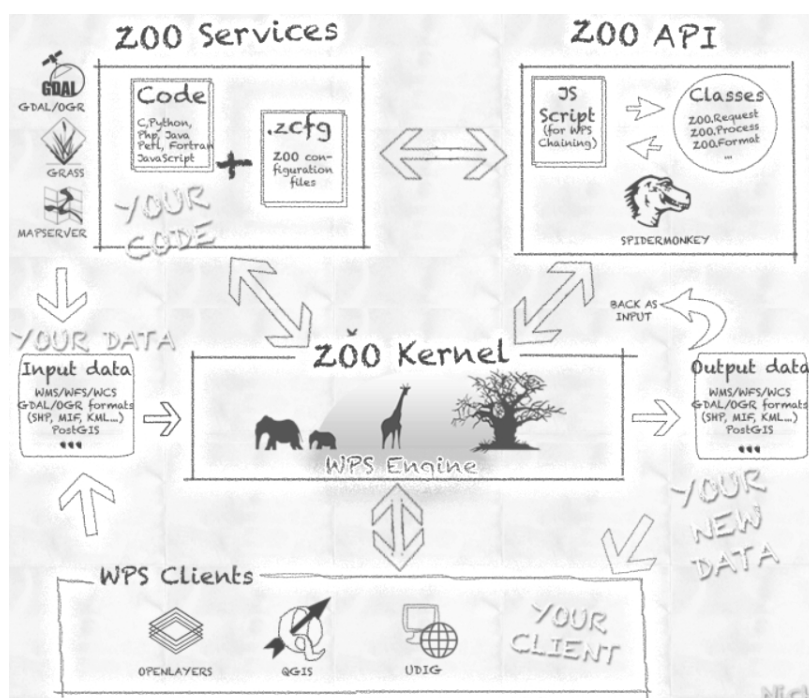 ZOO Services
ZOO API
GDAL
GDAL/OGR
GRASS
MAPSERVER
Code
C,Python,
Php, Java
Perl, Fortran
JavaScript
+
.zcfg
ZOO con-
figuration
files
YOUR
CODE
JS
Script
(for WPS
Chaining)
Classes
ZOO.Request
ZOO.Process
ZOO.Format
...
SPIDERMONKEY
BACK AS
INPUT
YOUR DATA
Input data
WMS/WFS/WCS
GDAL/OGR formats
(SHP, MIF, KML...)
PostGIS
ZOO Kernel
WPS Engine
Output data
WMS/WFS/WCS
GDAL/OGR formats
(SHP, MIF, KML...)
PostGIS
YOUR
NEW
DATA
WPS Clients
OPENLAYERS
QGIS
UDIG
YOUR
CLIENT